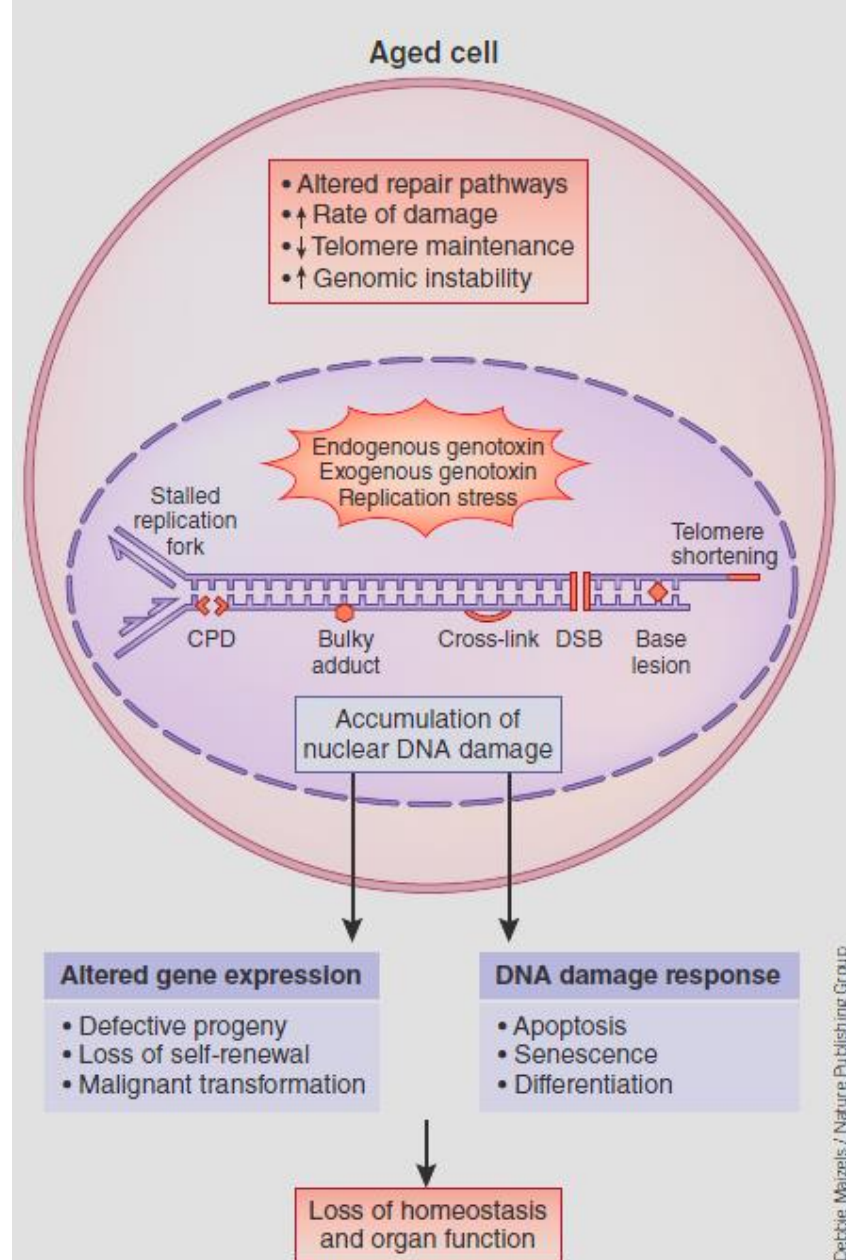 Aged cell
• Altered repair pathways
• ↑ Rate of damage
• ↓ Telomere maintenance
• ↑ Genomic instability
Endogenous genotoxin
Exogenous genotoxin
Replication stress
Stalled
replication
fork
Telomere
shortening
CPD
Bulky
adduct
Cross-link
DSB
Base
lesion
Accumulation of
nuclear DNA damage
Altered gene expression
• Defective progeny
• Loss of self-renewal
• Malignant transformation
DNA damage response
• Apoptosis
• Senescence
• Differentiation
Loss of homeostasis
and organ function
Debbie Maizels / Nature Publishing Group